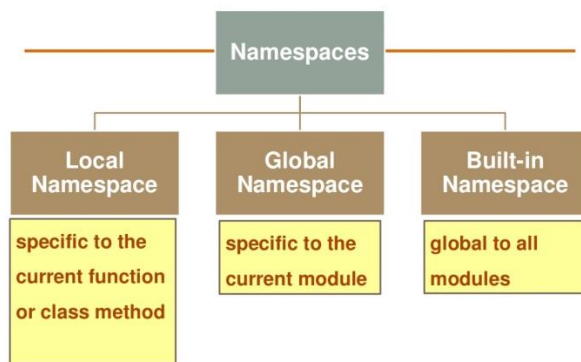 Namespaces
Local
Namespace
specific to the
current function
or class method
Global
Namespace
specific to the
current module
Built-in
Namespace
global to all
modules